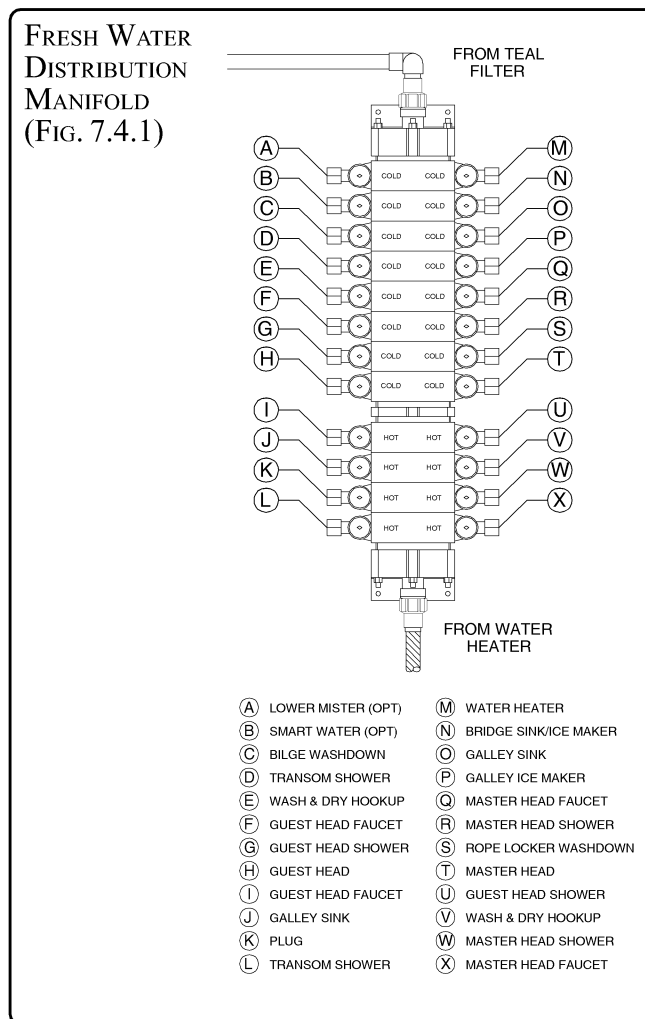 FRESH WATER
DISTRIBUTION
MANIFOLD
(FIG. 7.4.1)
FROM TEAL
FILTER
A M
B N
C O
D P
E Q
F R
G S
H T
I U
J V
K W
L X
COLD COLD
COLD COLD
COLD COLD
COLD COLD
COLD COLD
COLD COLD
COLD COLD
COLD COLD
HOT HOT
HOT HOT
HOT HOT
HOT HOT
FROM WATER
HEATER
A LOWER MISTER (OPT)
B SMART WATER (OPT)
C BILGE WASHDOWN
D TRANSOM SHOWER
E WASH & DRY HOOKUP
F GUEST HEAD FAUCET
G GUEST HEAD SHOWER
H GUEST HEAD
I GUEST HEAD FAUCET
J GALLEY SINK
K PLUG
L TRANSOM SHOWER
M WATER HEATER
N BRIDGE SINK/ICE MAKER
O GALLEY SINK
P GALLEY ICE MAKER
Q MASTER HEAD FAUCET
R MASTER HEAD SHOWER
S ROPE LOCKER WASHDOWN
T MASTER HEAD
U GUEST HEAD SHOWER
V WASH & DRY HOOKUP
W MASTER HEAD SHOWER
X MASTER HEAD FAUCET